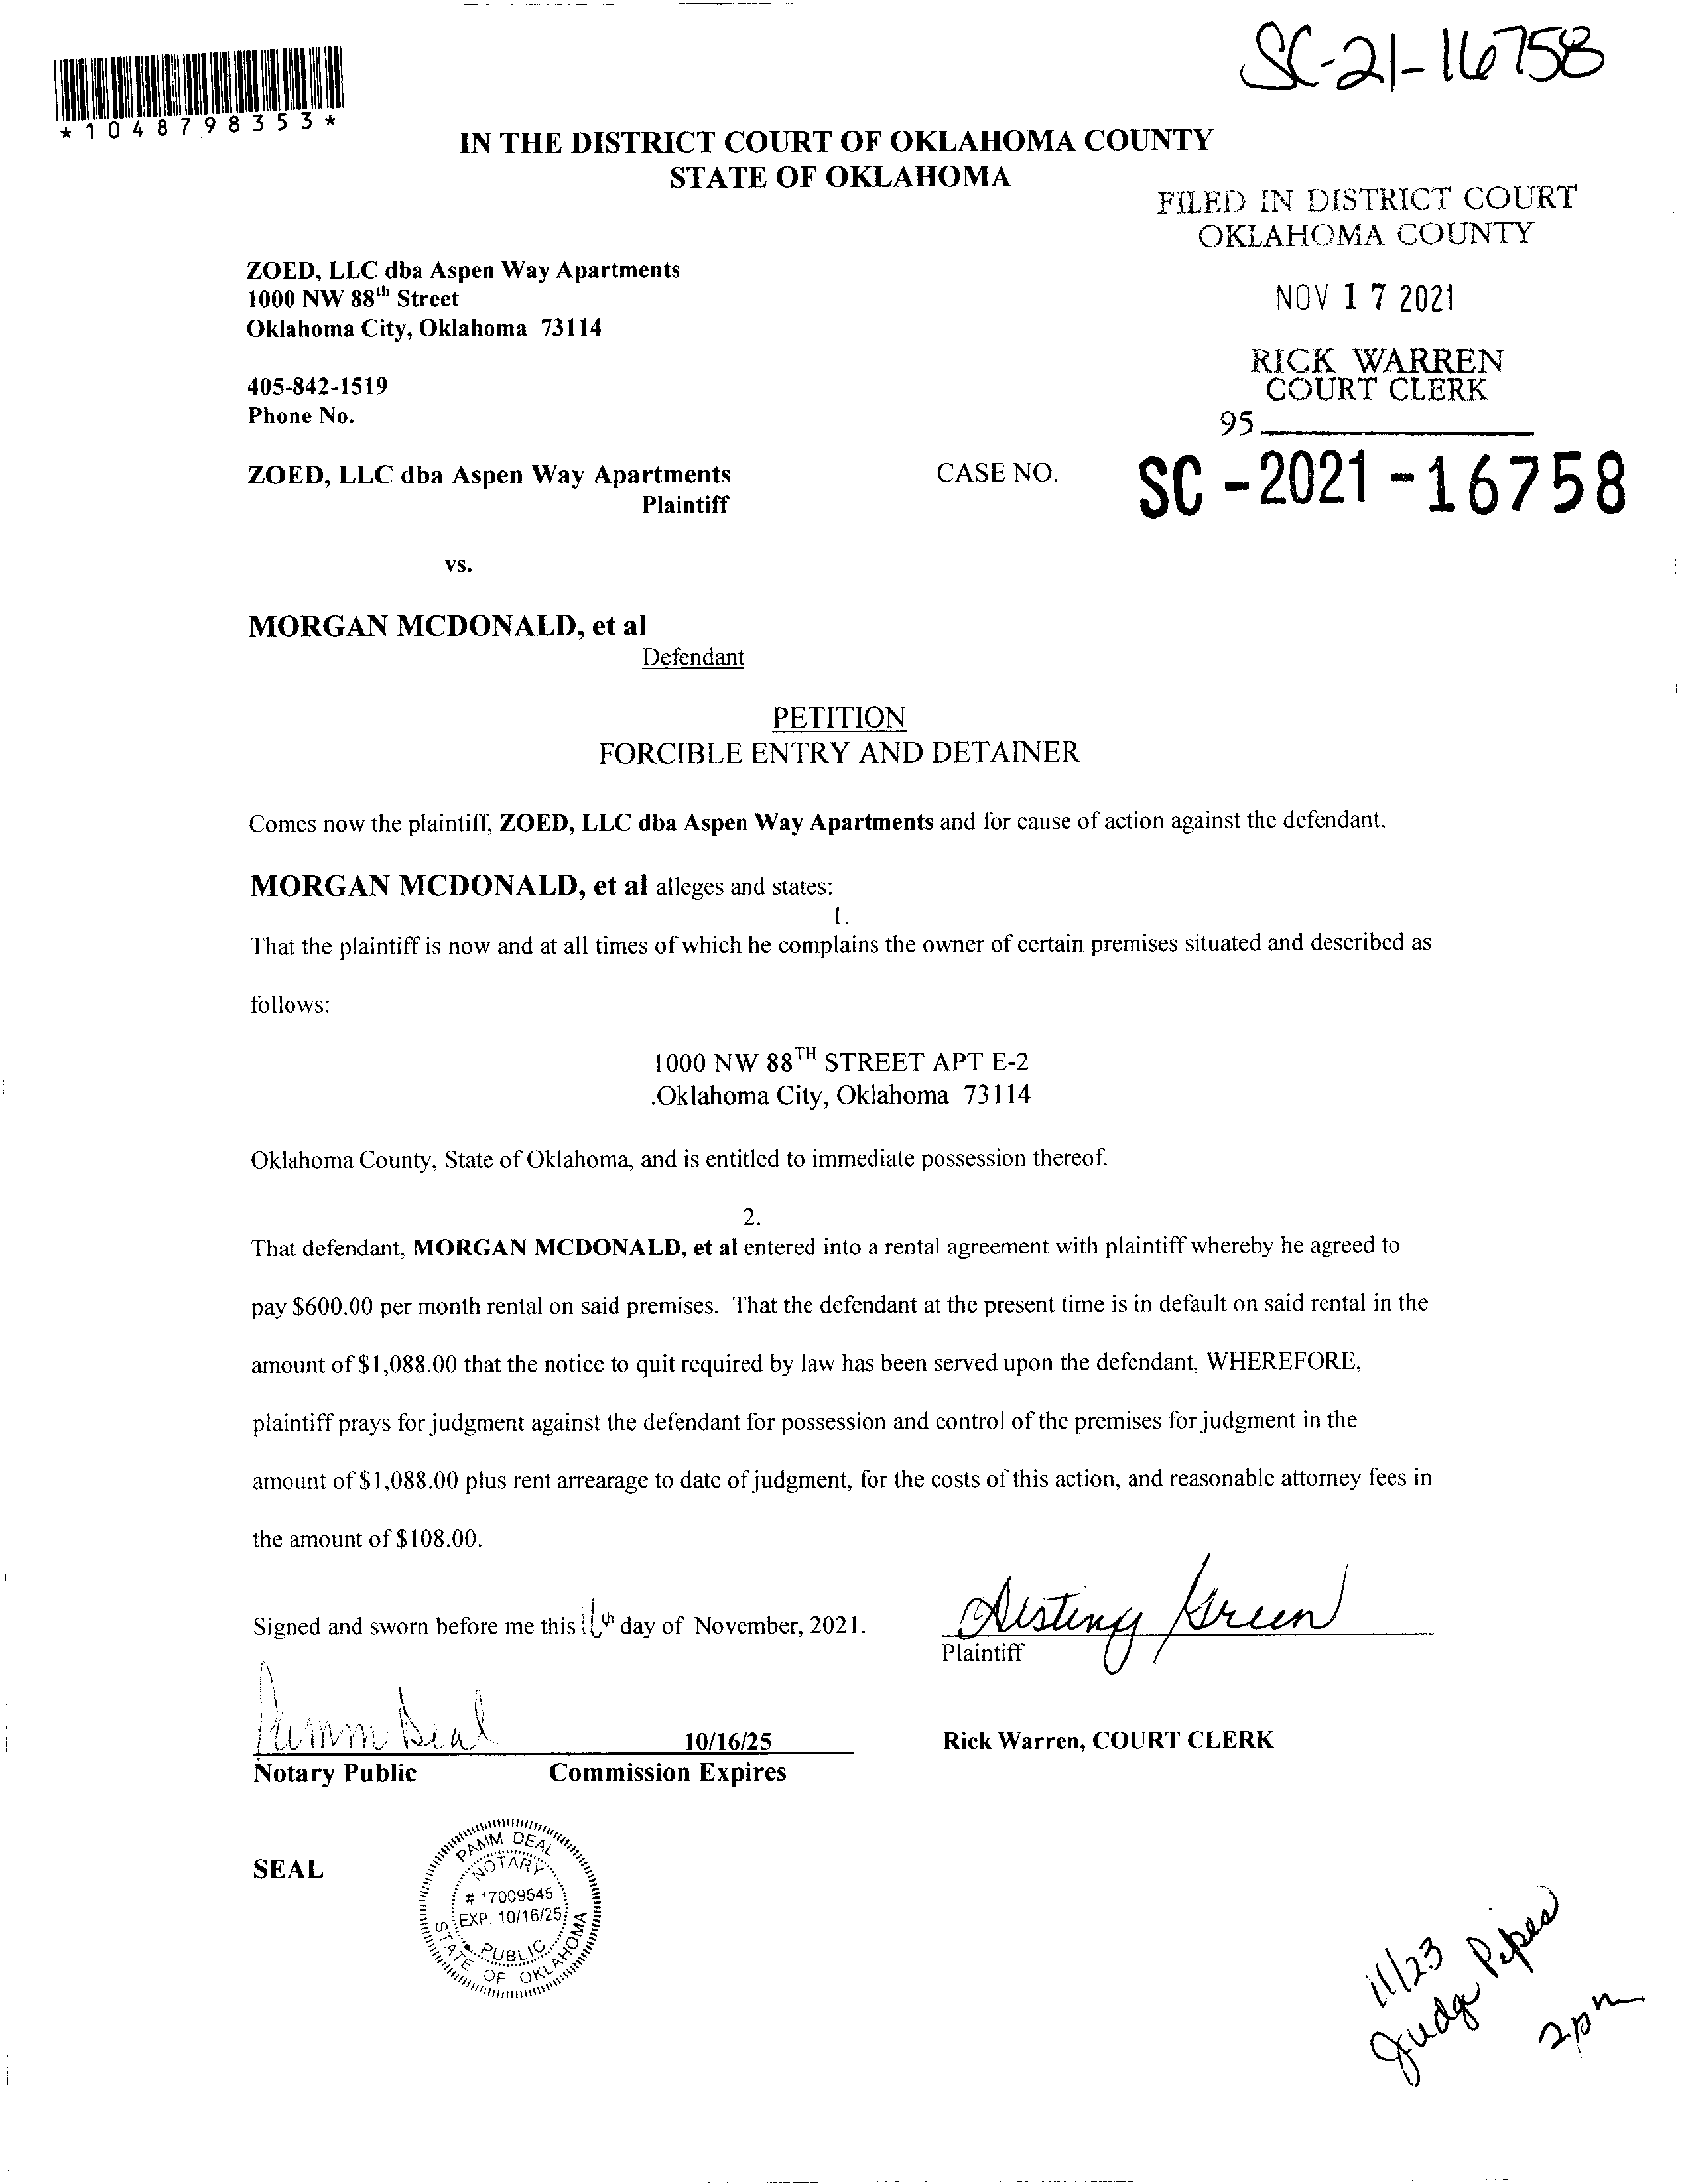 SC-21-16758
*1048798353*
IN THE DISTRICT COURT OF OKLAHOMA COUNTY
STATE OF OKLAHOMA
FILED IN DISTRICT COURT
OKLAHOMA COUNTY
ZOED, LLC dba Aspen Way Apartments
1000 NW 88th Street
Oklahoma City, Oklahoma 73114
NOV 17 2021
RICK WARREN
COURT CLERK
405-842-1519
Phone No.
95
ZOED, LLC dba Aspen Way Apartments
Plaintiff
CASE NO.
SC-2021-16758
vs.
MORGAN MCDONALD, et al
Defendant
PETITION
FORCIBLE ENTRY AND DETAINER
Comes now the plaintiff, ZOED, LLC dba Aspen Way Apartments and for cause of action against the defendant.
MORGAN MCDONALD, et al alleges and states:
1.
That the plaintiff is now and at all times of which he complains the owner of certain premises situated and described as
follows:
1000 NW 88TH STREET APT E-2
.Oklahoma City, Oklahoma 73114
Oklahoma County, State of Oklahoma, and is entitled to immediate possession thereof.
2.
That defendant, MORGAN MCDONALD, et al entered into a rental agreement with plaintiff whereby he agreed to
pay $600.00 per month rental on said premises. That the defendant at the present time is in default on said rental in the
amount of $1,088.00 that the notice to quit required by law has been served upon the defendant, WHEREFORE,
plaintiff prays for judgment against the defendant for possession and control of the premises for judgment in the
amount of $1,088.00 plus rent arrearage to date of judgment, for the costs of this action, and reasonable attorney fees in
the amount of $108.00.
Signed and sworn before me this th day of November, 2021.
Green
Plaintiff
Pamm Deal
10/16/25
Rick Warren, COURT CLERK
Notary Public
Commission Expires
SEAL
PAMM DEAL
NOTARY
# 17009545
EXP. 10/16/25
PUBLIC
STATE OF OKLAHOMA
11/23
Judge Pipes
2pm